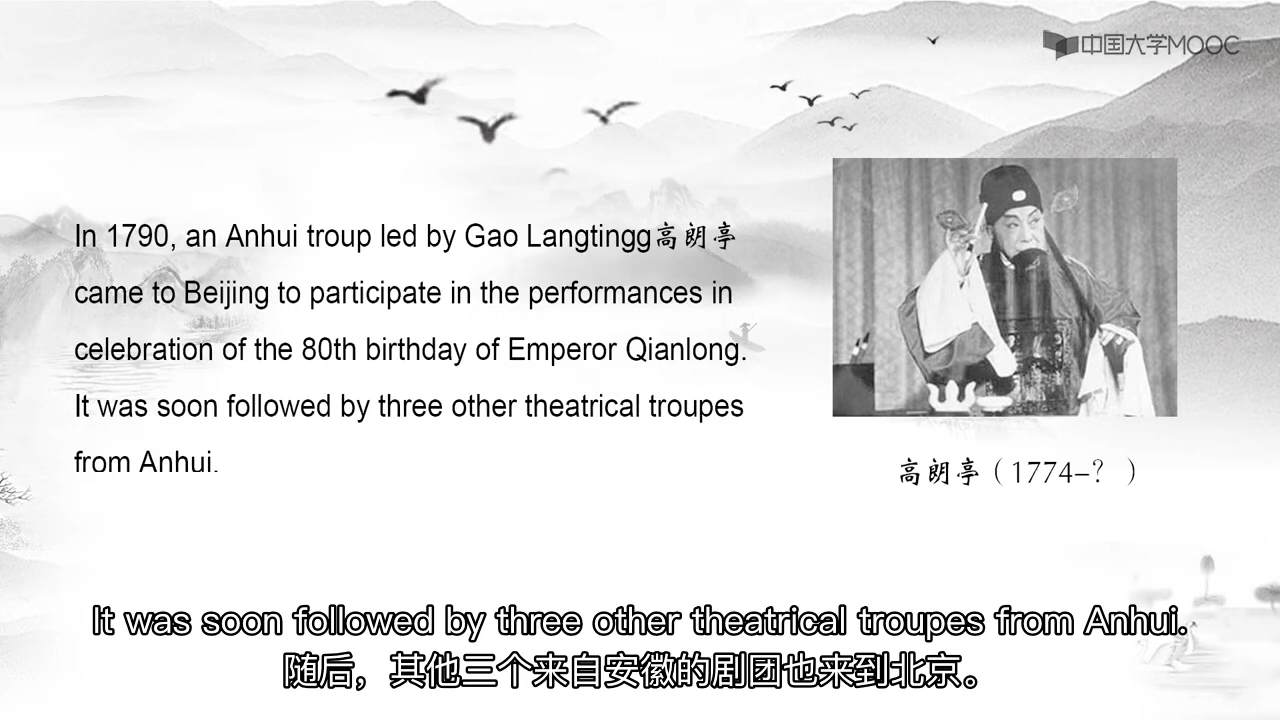 中国大学MOOC
In 1790, an Anhui troup led by Gao Langtingg高朗亭
came to Beijing to participate in the performances in
celebration of the 80th birthday of Emperor Qianlong.
It was soon followed by three other theatrical troupes
from Anhui.
高朗亭（1774–？）
It was soon followed by three other theatrical troupes from Anhui.
随后，其他三个来自安徽的剧团也来到北京。